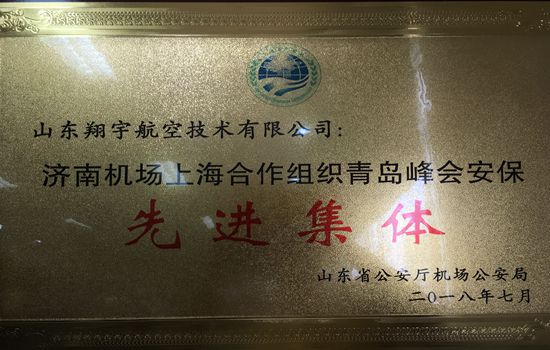 山东翔宇航空技术有限公司：
济南机场上海合作组织青岛峰会安保
先进集体
山东省公安厅机场公安局
二〇一八年七月